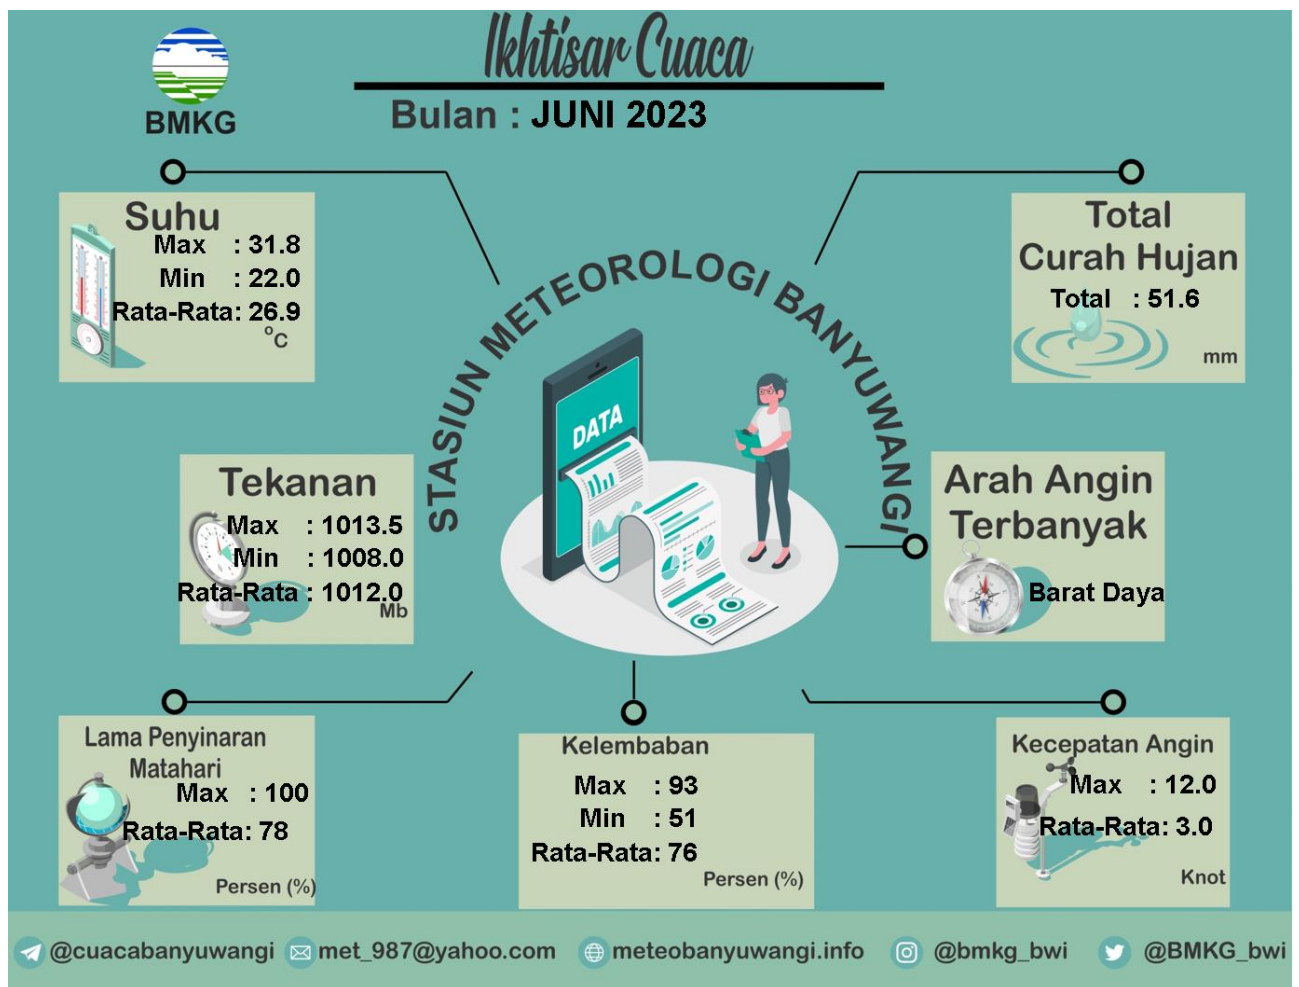 Ikhtisar Cuaca
BMKG
Bulan : JUNI 2023
Suhu
Max : 31.8
Min : 22.0
Rata-Rata: 26.9
°C
Total
Curah Hujan
Total : 51.6
mm
STASIUN METEOROLOGI BANYUWANGI
DATA
Tekanan
Max : 1013.5
Min : 1008.0
Rata-Rata : 1012.0
Mb
Arah Angin
Terbanyak
Barat Daya
Lama Penyinaran
Matahari
Max : 100
Rata-Rata: 78
Persen (%)
Kelembaban
Max : 93
Min : 51
Rata-Rata: 76
Persen (%)
Kecepatan Angin
Max : 12.0
Rata-Rata: 3.0
Knot
@cuacabanyuwangi met_987@yahoo.com meteobanyuwangi.info @bmkg_bwi @BMKG_bwi